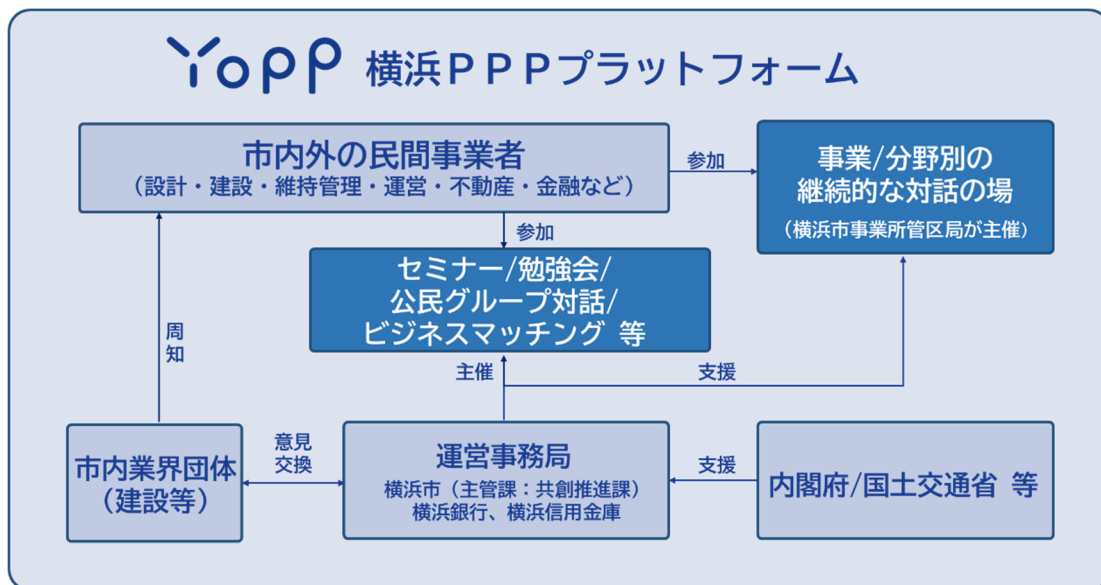 Yopp 横浜ＰＰＰプラットフォーム
市内外の民間事業者
（設計・建設・維持管理・運営・不動産・金融など）
参加
事業/分野別の
継続的な対話の場
（横浜市事業所管区局が主催）
参加
セミナー/勉強会/
公民グループ対話/
ビジネスマッチング 等
周知
主催
支援
市内業界団体
（建設等）
意見
交換
運営事務局
横浜市（主管課：共創推進課）
横浜銀行、横浜信用金庫
支援
内閣府/国土交通省 等